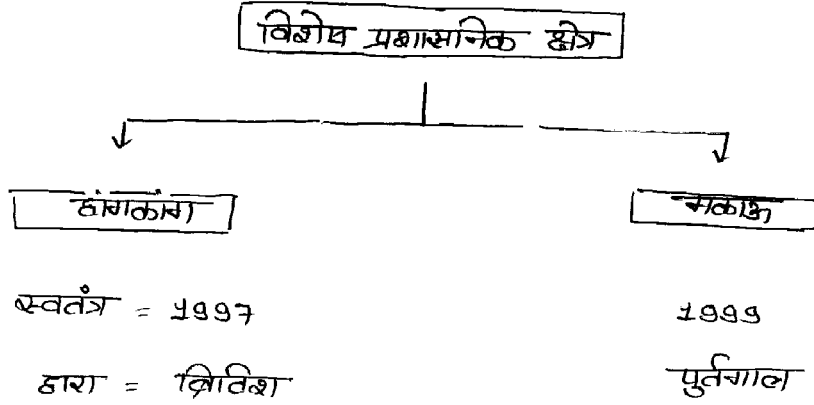 विशेष प्रशासनिक क्षेत्र
हांगकांग
मकाऊ
स्वतंत्र = 1997
1999
द्वारा = ब्रितिश
पुर्तगाल